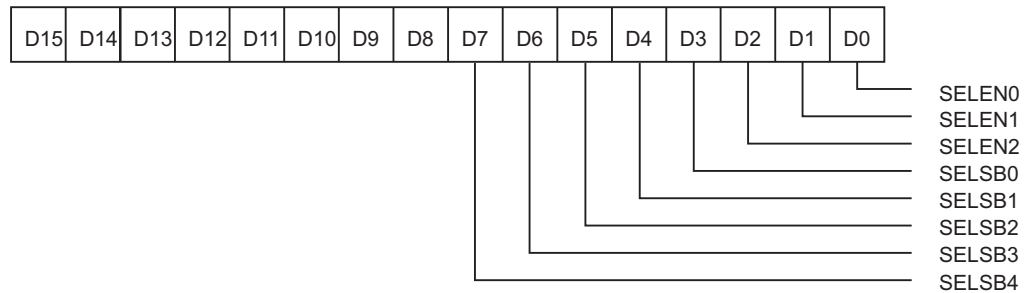 D15 D14 D13 D12 D11 D10 D9 D8 D7 D6 D5 D4 D3 D2 D1 D0
SELEN0
SELEN1
SELEN2
SELSB0
SELSB1
SELSB2
SELSB3
SELSB4